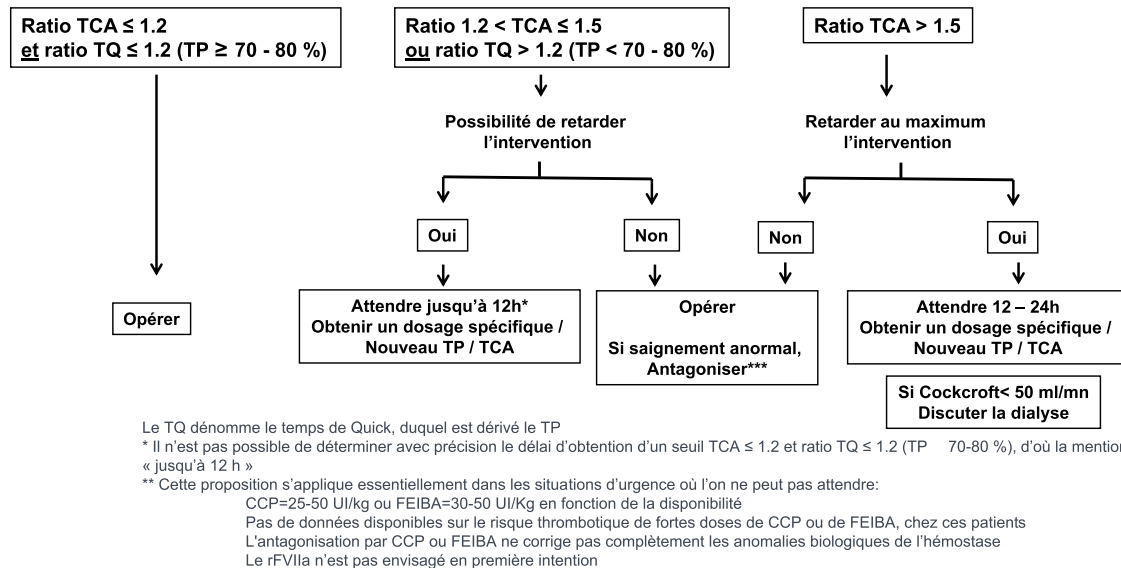 Ratio TCA ≤ 1.2
et ratio TQ ≤ 1.2 (TP ≥ 70 - 80 %)
Ratio 1.2 < TCA ≤ 1.5
ou ratio TQ > 1.2 (TP < 70 - 80 %)
Ratio TCA > 1.5
Possibilité de retarder
l’intervention
Retarder au maximum
l’intervention
Oui
Non
Non
Oui
Opérer
Attendre jusqu’à 12h*
Obtenir un dosage spécifique /
Nouveau TP / TCA
Opérer
Si saignement anormal,
Antagoniser***
Attendre 12 – 24h
Obtenir un dosage spécifique /
Nouveau TP / TCA
Si Cockcroft< 50 ml/mn
Discuter la dialyse
Le TQ dénomme le temps de Quick, duquel est dérivé le TP
* Il n’est pas possible de déterminer avec précision le délai d’obtention d’un seuil TCA ≤ 1.2 et ratio TQ ≤ 1.2 (TP 70-80 %), d’où la mention
« jusqu’à 12 h »
** Cette proposition s’applique essentiellement dans les situations d’urgence où l’on ne peut pas attendre:
CCP=25-50 UI/kg ou FEIBA=30-50 UI/Kg en fonction de la disponibilité
Pas de données disponibles sur le risque thrombotique de fortes doses de CCP ou de FEIBA, chez ces patients
L'antagonisation par CCP ou FEIBA ne corrige pas complètement les anomalies biologiques de l’hémostase
Le rFVIIa n’est pas envisagé en première intention